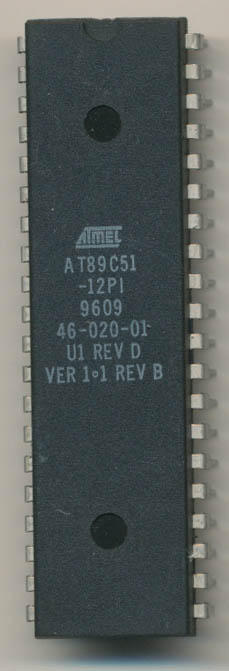 ATMEL
AT89C51
-12PI
9609
46-020-01
U1 REV D
VER 1.1 REV B